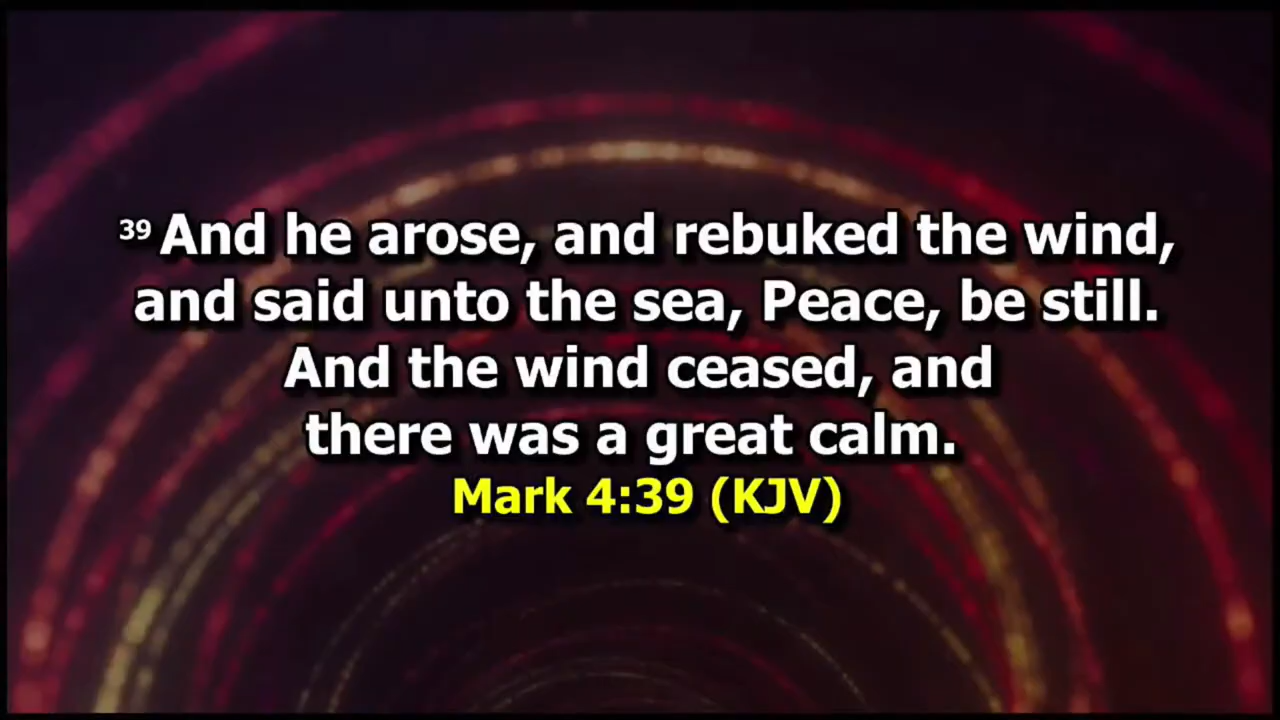 39 And he arose, and rebuked the wind,
and said unto the sea, Peace, be still.
And the wind ceased, and
there was a great calm.
Mark 4:39 (KJV)